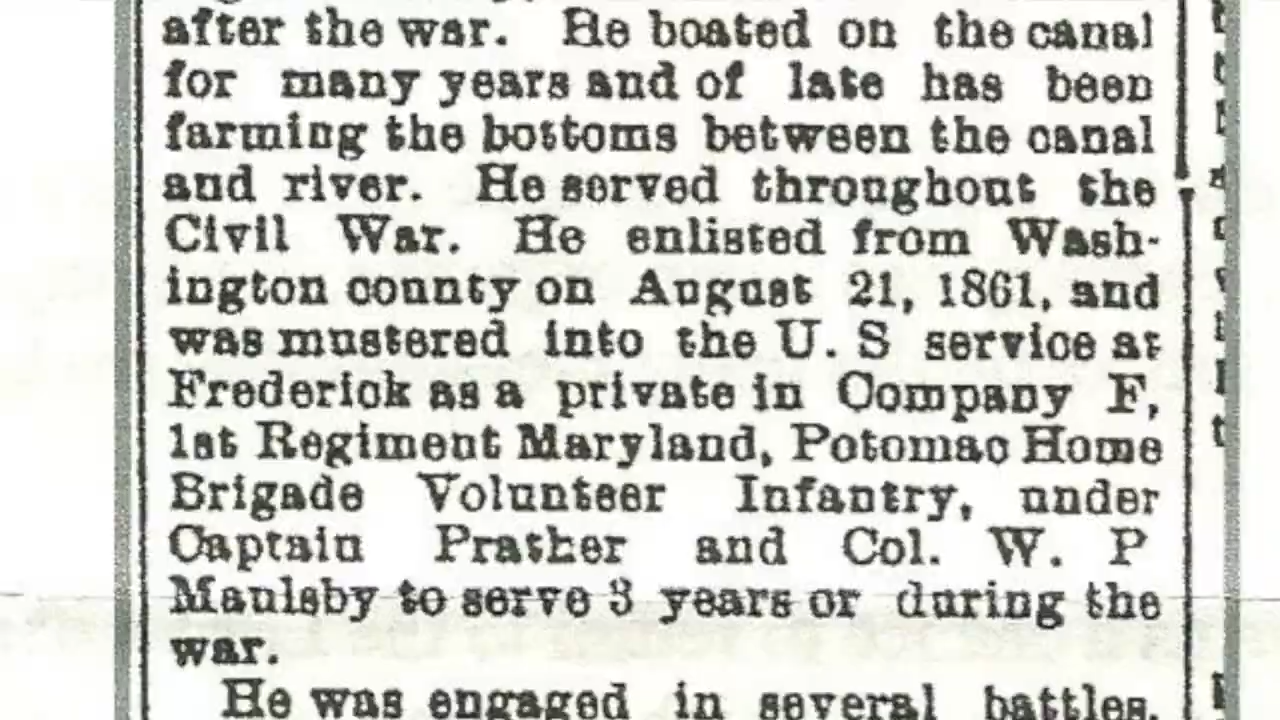 after the war. He boated on the canal
for many years and of late has been
farming the bottoms between the canal
and river. He served throughout the
Civil War. He enlisted from Wash-
ington county on August 21, 1861, and
was mustered into the U. S service at
Frederick as a private in Company F,
1st Regiment Maryland, Potomac Home
Brigade Volunteer Infantry, under
Captain Prather and Col. W. P
Maulsby to serve 3 years or during the
war.
He was engaged in several battles,